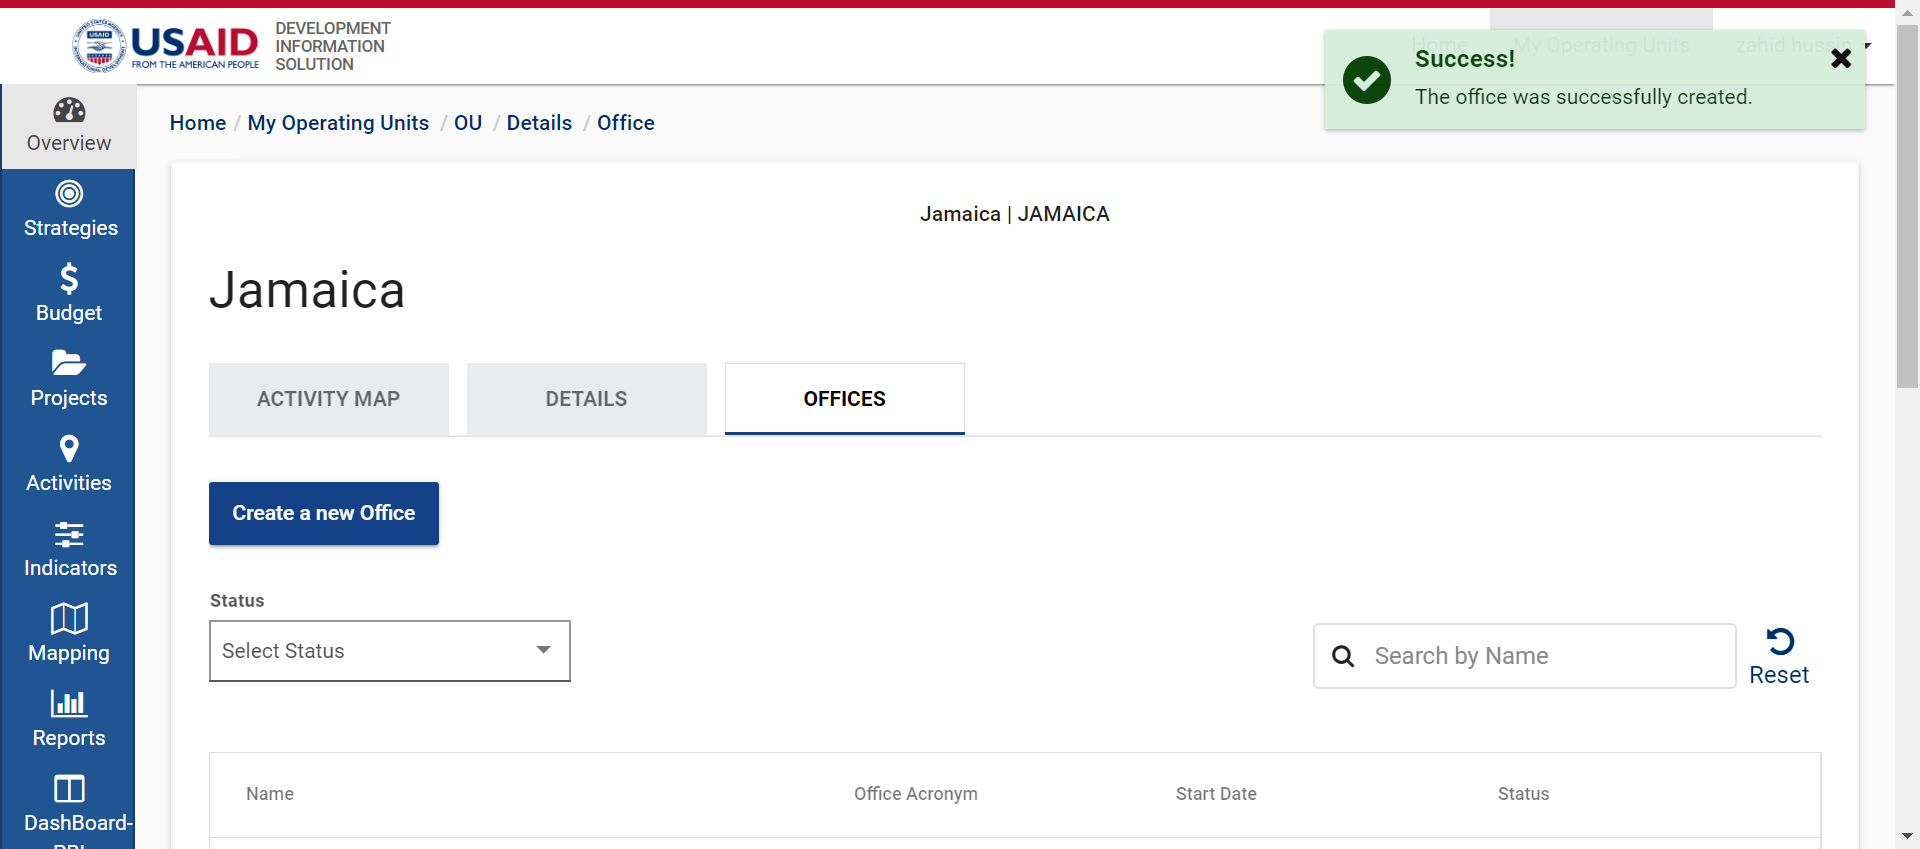 USAID
FROM THE AMERICAN PEOPLE
DEVELOPMENT
INFORMATION
SOLUTION
Home My Operating Units zahid hussain
Success!
The office was successfully created.
Overview
Strategies
Budget
Projects
Activities
Indicators
Mapping
Reports
DashBoard-
Home / My Operating Units / OU / Details / Office
Jamaica | JAMAICA
Jamaica
ACTIVITY MAP
DETAILS
OFFICES
Create a new Office
Status
Select Status
Search by Name
Reset
Name
Office Acronym
Start Date
Status